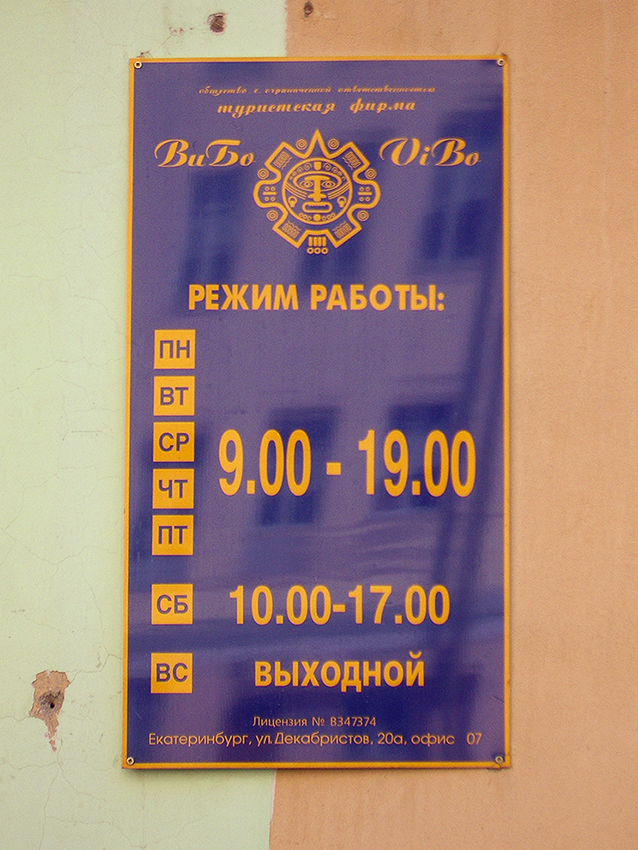 общество с ограниченной ответственностью
туристская фирма
ВиБо ViBo
РЕЖИМ РАБОТЫ:
ПН
ВТ
СР
9.00 - 19.00
ЧТ
ПТ
СБ 10.00-17.00
ВС ВЫХОДНОЙ
Лицензия № В347374
Екатеринбург, ул.Декабристов, 20а, офис 07